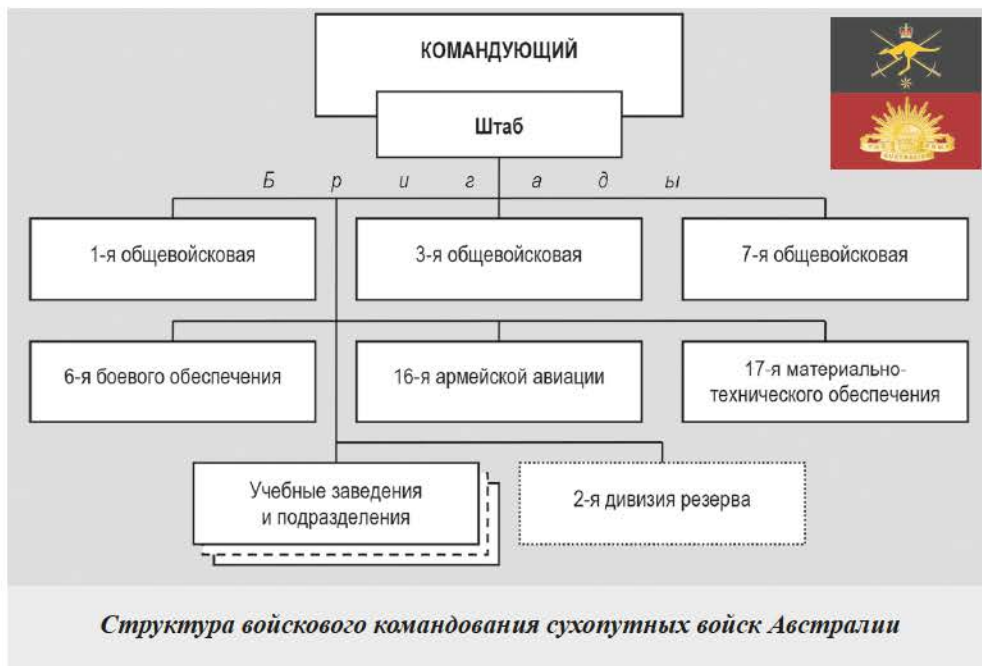 КОМАНДУЮЩИЙ
Штаб
Бригады
1-я общевойсковая
3-я общевойсковая
7-я общевойсковая
6-я боевого обеспечения
16-я армейской авиации
17-я материально-
технического обеспечения
Учебные заведения
и подразделения
2-я дивизия резерва
Структура войскового командования сухопутных войск Австралии